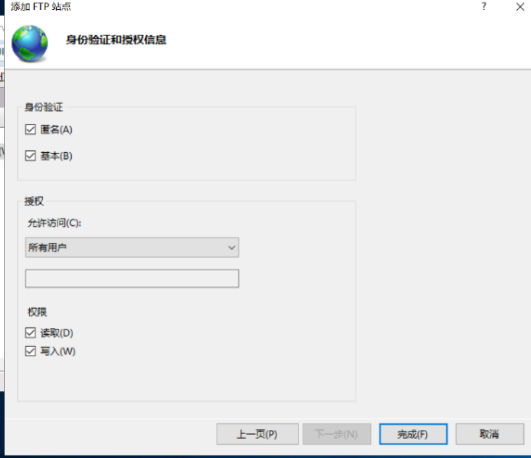 添加 FTP 站点
?
身份验证和授权信息
身份验证
匿名(A)
基本(B)
授权
允许访问(C):
所有用户
权限
读取(D)
写入(W)
上一页(P)
下一步(N)
完成(F)
取消